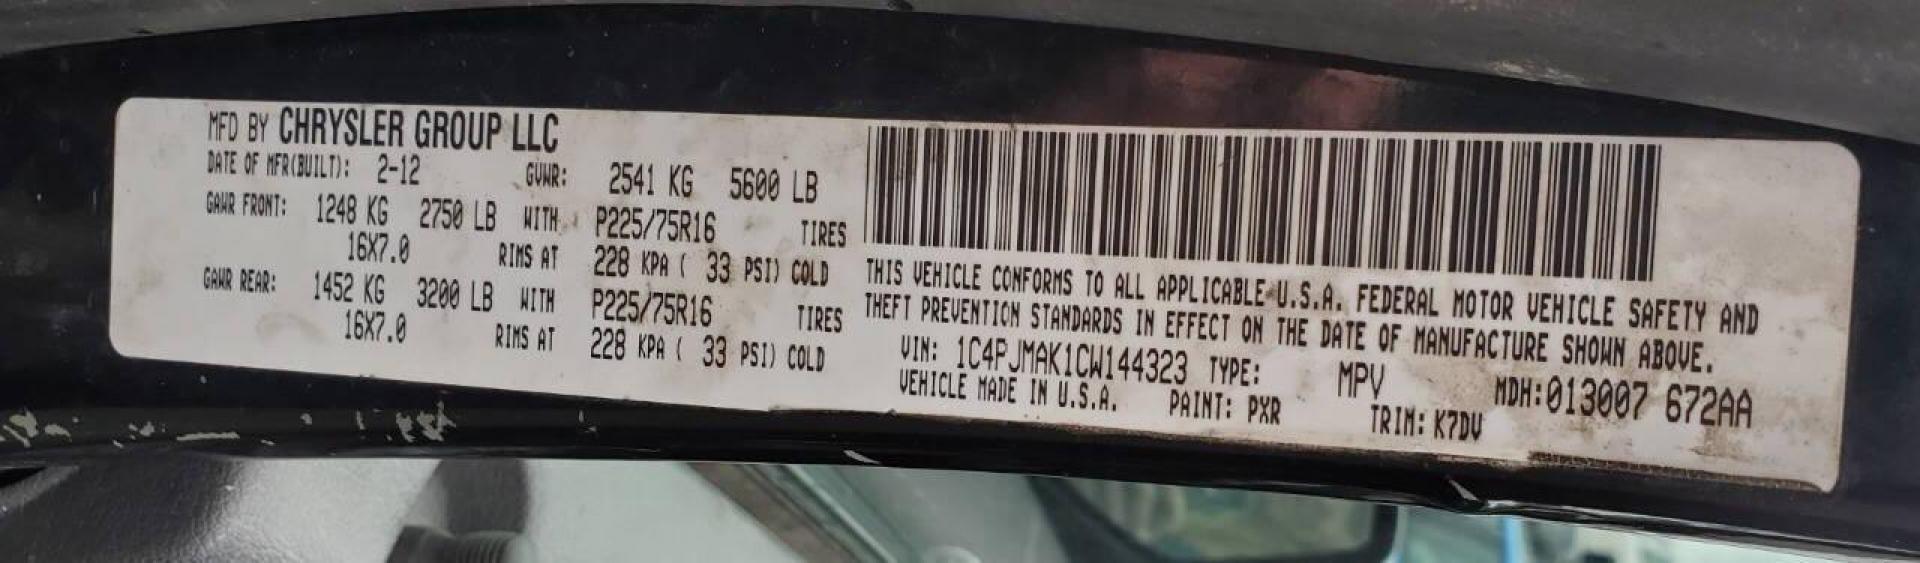 MFD BY CHRYSLER GROUP LLC
DATE OF MFR(BUILT): 2-12 GVWR: 2541 KG 5600 LB
GAWR FRONT: 1248 KG 2750 LB WITH P225/75R16 TIRES
16X7.0 RIMS AT 228 KPA ( 33 PSI) COLD
GAWR REAR: 1452 KG 3200 LB WITH P225/75R16 TIRES
16X7.0 RIMS AT 228 KPA ( 33 PSI) COLD
THIS VEHICLE CONFORMS TO ALL APPLICABLE U.S.A. FEDERAL MOTOR VEHICLE SAFETY AND
THEFT PREVENTION STANDARDS IN EFFECT ON THE DATE OF MANUFACTURE SHOWN ABOVE.
VIN: 1C4PJMAK1CW144323 TYPE: MPV MDH:013007 672AA
VEHICLE MADE IN U.S.A. PAINT: PXR TRIM: K7DV